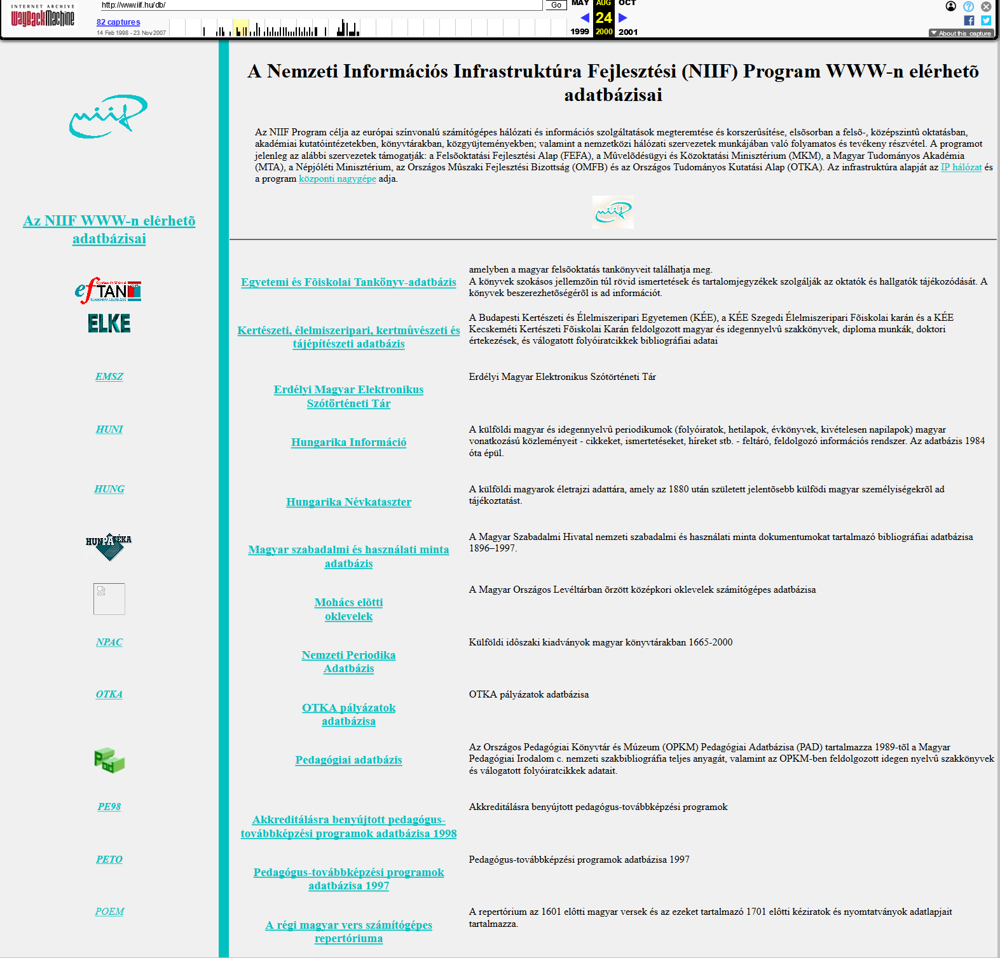 INTERNET ARCHIVE
WayBackMachine
http://www.iif.hu/db/
Go
MAY
AUG
OCT
82 captures
24
14 Feb 1998 - 23 Nov 2007
1999
2000
2001
About this capture
niif
Az NIIF WWW-n elérhetõ
adatbázisai
A Nemzeti Információs Infrastruktúra Fejlesztési (NIIF) Program WWW-n elérhetõ
adatbázisai
Az NIIF Program célja az európai színvonalú számítógépes hálózati és információs szolgáltatások megteremtése és korszerûsítése, elsõsorban a felsõ-, középszintû oktatásban,
akadémiai kutatóintézetekben, könyvtárakban, közgyüjteményekben; valamint a nemzetközi hálózati szervezetek munkájában való folyamatos és tevékeny részvétel. A programot
jelenleg az alábbi szervezetek támogatják: a Felsõoktatási Fejlesztési Alap (FEFA), a Mûvelõdésügyi és Közoktatási Minisztérium (MKM), a Magyar Tudományos Akadémia
(MTA), a Népjóléti Minisztérium, az Országos Mûszaki Fejlesztési Bizottság (OMFB) és az Országos Tudományos Kutatási Alap (OTKA). Az infrastruktúra alapját az IP hálózat és
a program központi nagygépe adja.
niif
efTAN
TANKÖNYV ADATBÁZIS
Egyetemi és Fõiskolai Tankönyv-adatbázis
amelyben a magyar felsõoktatás tankönyveit találhatja meg.
A könyvek szokásos jellemzõin túl rövid ismertetések és tartalomjegyzékek szolgálják az oktatók és hallgatók tájékozódását. A
könyvek beszerezhetõségérõl is ad információt.
ELKE
Kertészeti, élelmiszeripari, kertmûvészeti és
tájépítészeti adatbázis
A Budapesti Kertészeti és Élelmiszeripari Egyetemen (KÉE), a KÉE Szegedi Élelmiszeripari Fõiskolai karán és a KÉE
Kecskeméti Kertészeti Fõiskolai Karán feldolgozott magyar és idegennyelvû szakkönyvek, diploma munkák, doktori
értekezések, és válogatott folyóiratcikkek bibliográfiai adatai
EMSZ
Erdélyi Magyar Elektronikus
Szótörténeti Tár
Erdélyi Magyar Elektronikus Szótörténeti Tár
HUNI
Hungarika Információ
A külföldi magyar és idegennyelvû periodikumok (folyóiratok, hetilapok, évkönyvek, kivételesen napilapok) magyar
vonatkozású közleményeit - cikkeket, ismertetéseket, híreket stb. - feltáró, feldolgozó információs rendszer. Az adatbázis 1984
óta épül.
HUNG
Hungarika Névkataszter
A külföldi magyarok életrajzi adattára, amely az 1880 után született jelentõsebb külfödi magyar személyiségekrõl ad
tájékoztatást.
HUNPATÉKA
Magyar szabadalmi és használati minta
adatbázis
A Magyar Szabadalmi Hivatal nemzeti szabadalmi és használati minta dokumentumokat tartalmazó bibliográfiai adatbázisa
1896–1997.
Mohács elõtti
oklevelek
A Magyar Országos Levéltárban õrzött középkori oklevelek számítógépes adatbázisa
NPAC
Nemzeti Periodika
Adatbázis
Külföldi idôszaki kiadványok magyar könyvtárakban 1665-2000
OTKA
OTKA pályázatok
adatbázisa
OTKA pályázatok adatbázisa
Pad
Pedagógiai adatbázis
Az Országos Pedagógiai Könyvtár és Múzeum (OPKM) Pedagógiai Adatbázisa (PAD) tartalmazza 1989-tõl a Magyar
Pedagógiai Irodalom c. nemzeti szakbibliográfia teljes anyagát, valamint az OPKM-ben feldolgozott idegen nyelvû szakkönyvek
és válogatott folyóiratcikkek adatait.
PE98
Akkreditálásra benyújtott pedagógus-
továbbképzési programok adatbázisa 1998
Akkreditálásra benyújtott pedagógus-továbbképzési programok
PETO
Pedagógus-továbbképzési programok
adatbázisa 1997
Pedagógus-továbbképzési programok adatbázisa 1997
POEM
A régi magyar vers számítógépes
repertóriuma
A repertórium az 1601 elôtti magyar versek és az ezeket tartalmazó 1701 elôtti kéziratok és nyomtatványok adatlapjait
tartalmazza.